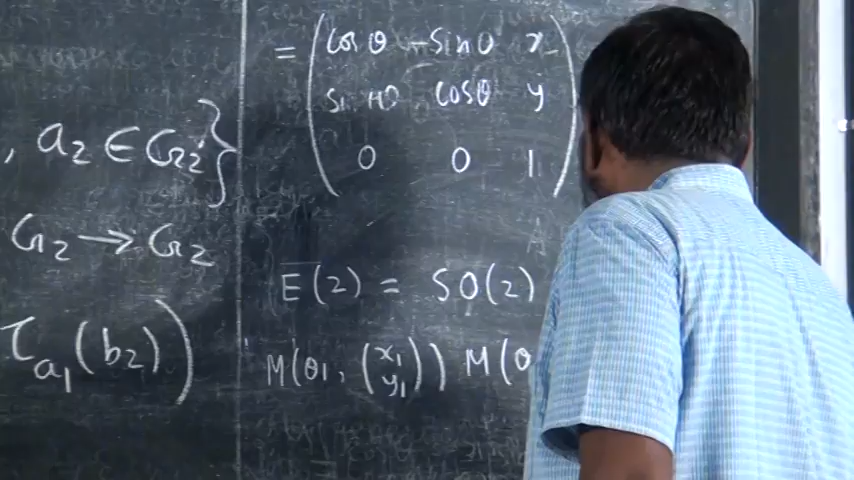 , a₂ ∈ G₂ }
G₂ → G₂
τ_{a₁}(b₂) )
= ( cos θ -sin θ x
sin θ cos θ y
0 0 1 )
E(2) = SO(2)
M(θ₁, (x₁ y₁)) M(θ